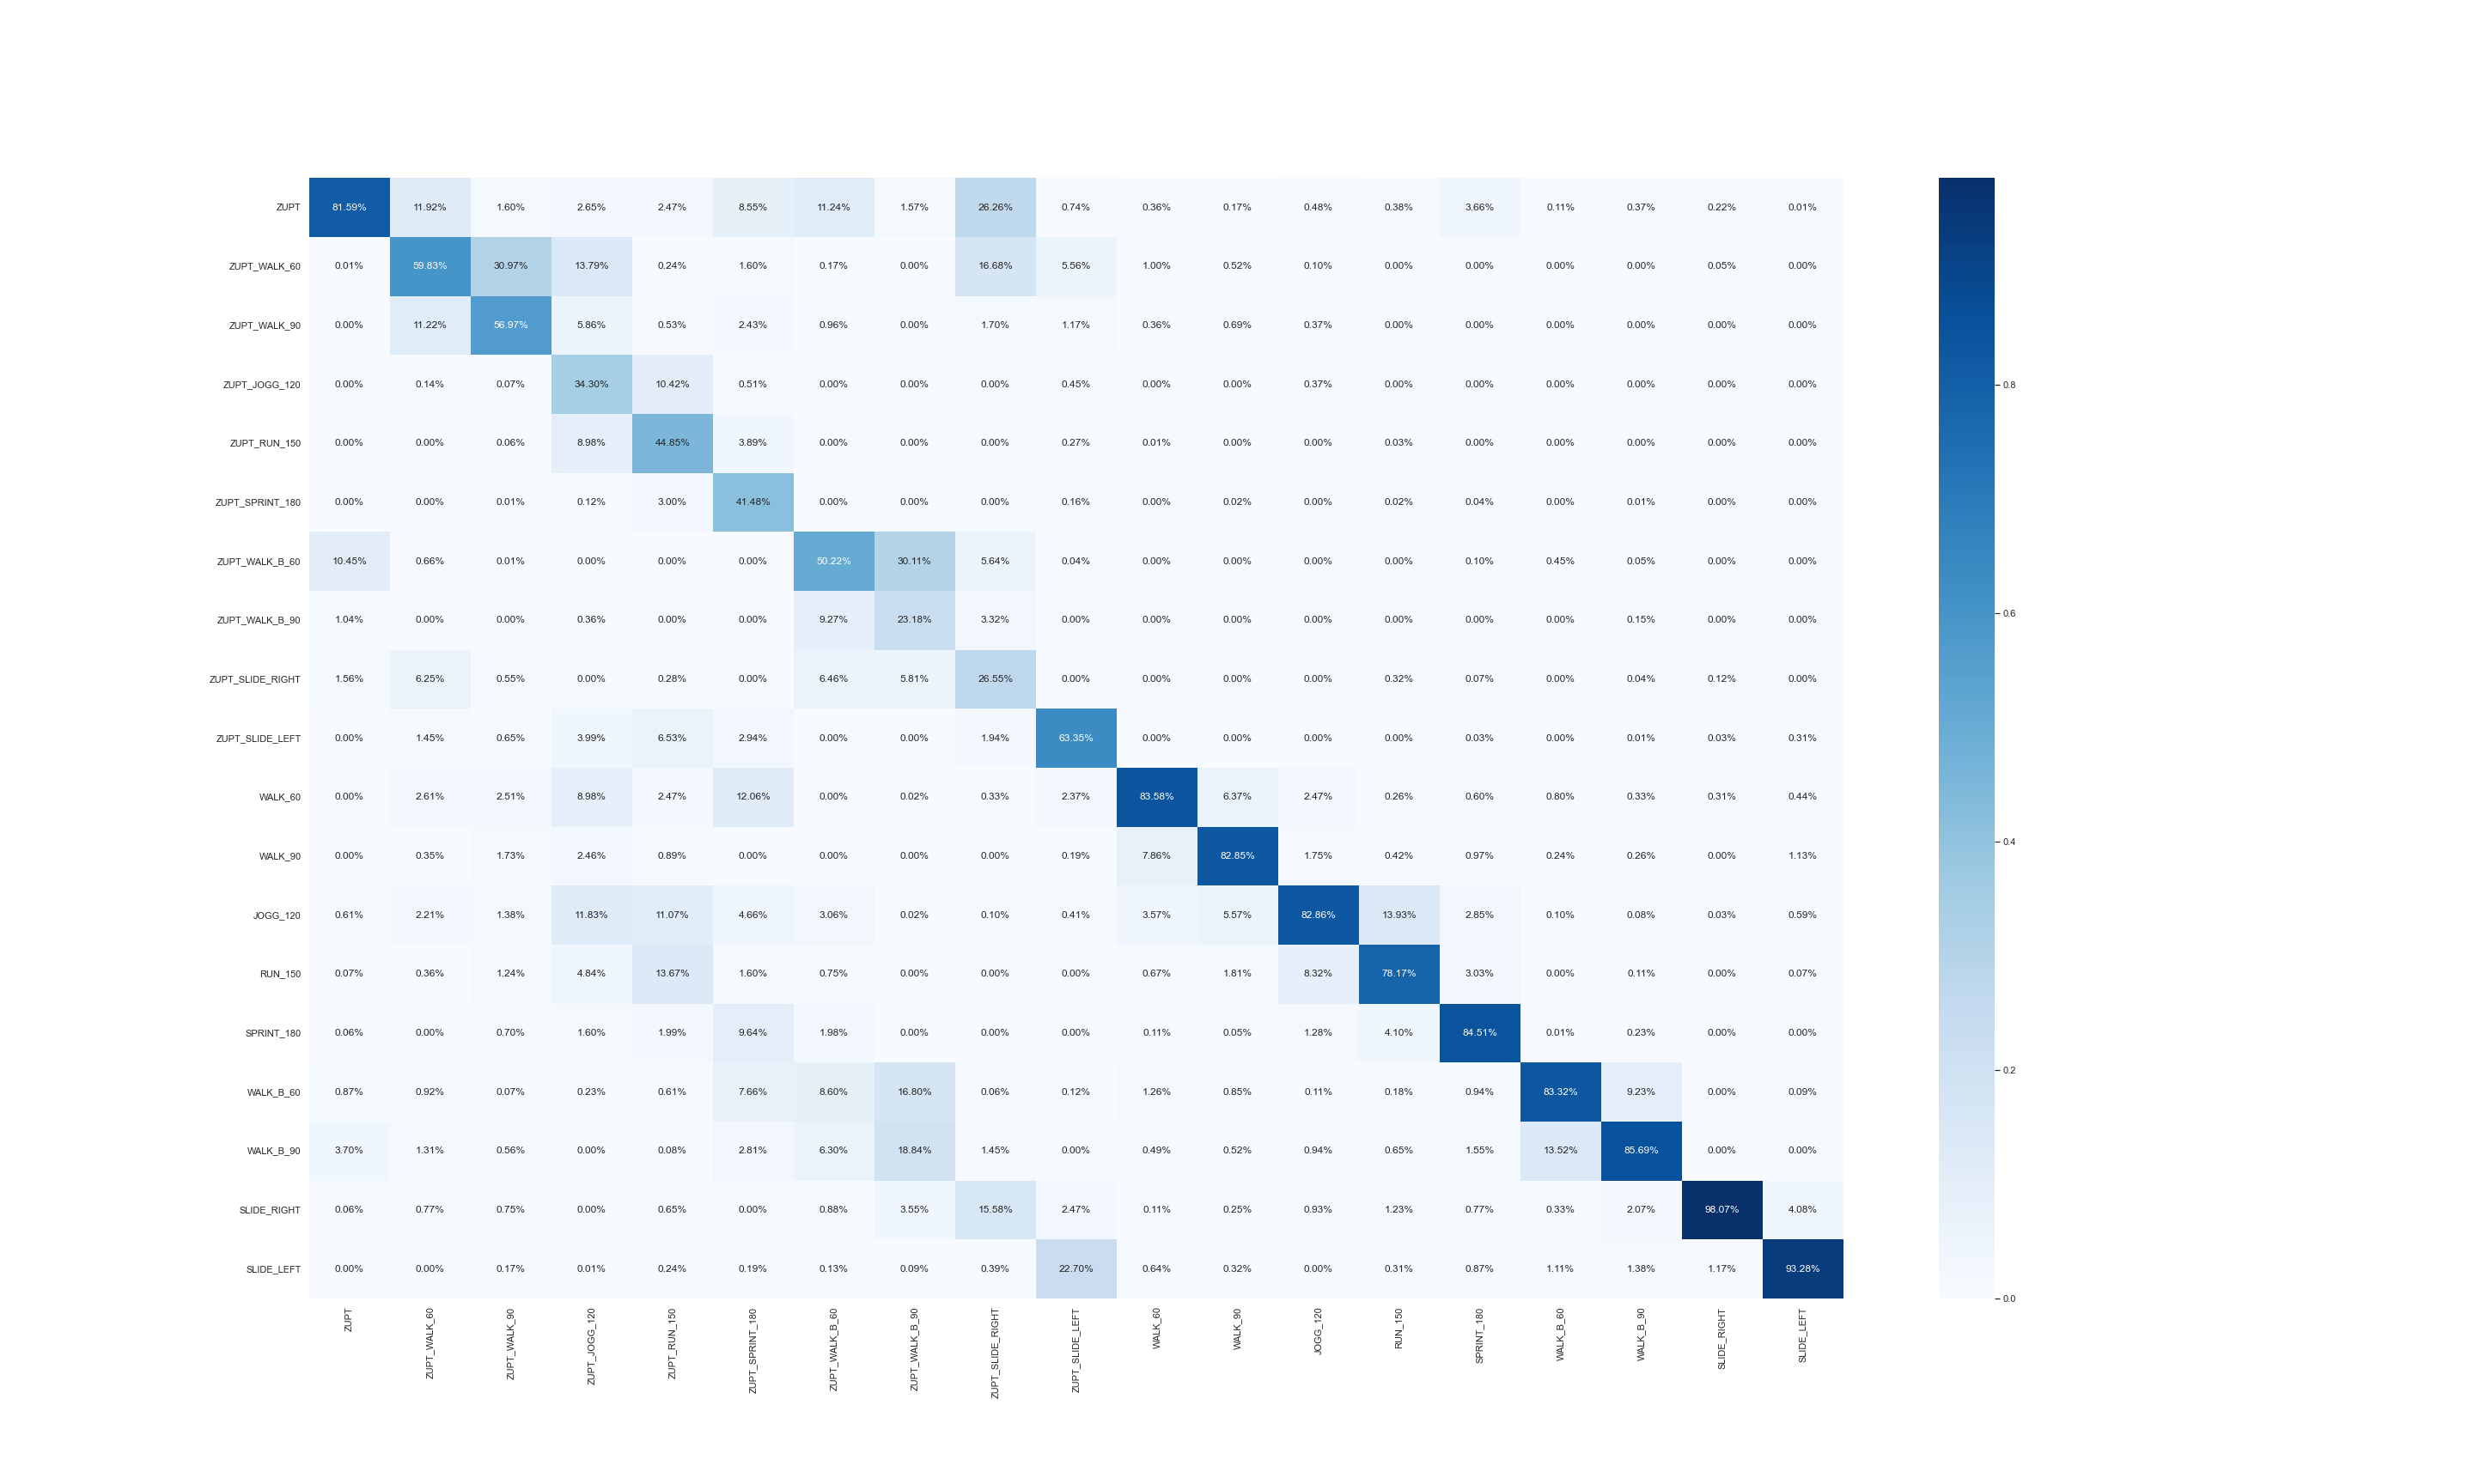 ZUPT 81.59% 11.92% 1.60% 2.65% 2.47% 8.55% 11.24% 1.57% 26.26% 0.74% 0.36% 0.17% 0.48% 0.38% 3.66% 0.11% 0.37% 0.22% 0.01%
ZUPT_WALK_60 0.01% 59.83% 30.97% 13.79% 0.24% 1.60% 0.17% 0.00% 16.68% 5.56% 1.00% 0.52% 0.10% 0.00% 0.00% 0.00% 0.00% 0.05% 0.00%
ZUPT_WALK_90 0.00% 11.22% 56.97% 5.86% 0.53% 2.43% 0.96% 0.00% 1.70% 1.17% 0.36% 0.69% 0.37% 0.00% 0.00% 0.00% 0.00% 0.00% 0.00%
ZUPT_JOGG_120 0.00% 0.14% 0.07% 34.30% 10.42% 0.51% 0.00% 0.00% 0.00% 0.45% 0.00% 0.00% 0.37% 0.00% 0.00% 0.00% 0.00% 0.00% 0.00%
0.8
ZUPT_RUN_150 0.00% 0.00% 0.06% 8.98% 44.85% 3.89% 0.00% 0.00% 0.00% 0.27% 0.01% 0.00% 0.03% 0.00% 0.00% 0.00% 0.00% 0.00% 0.00%
ZUPT_SPRINT_180 0.00% 0.00% 0.01% 0.12% 3.00% 41.48% 0.00% 0.00% 0.00% 0.16% 0.00% 0.02% 0.00% 0.02% 0.04% 0.00% 0.01% 0.00% 0.00%
ZUPT_WALK_B_60 10.45% 0.66% 0.01% 0.00% 0.00% 0.00% 50.22% 30.11% 5.64% 0.04% 0.00% 0.00% 0.00% 0.00% 0.10% 0.45% 0.05% 0.00% 0.00%
0.6
ZUPT_WALK_B_90 1.04% 0.00% 0.00% 0.36% 0.00% 0.00% 9.27% 23.18% 3.32% 0.00% 0.00% 0.00% 0.00% 0.00% 0.00% 0.00% 0.15% 0.00% 0.00%
ZUPT_SLIDE_RIGHT 1.56% 6.25% 0.55% 0.00% 0.28% 0.00% 6.46% 5.81% 26.55% 0.00% 0.00% 0.00% 0.00% 0.32% 0.07% 0.00% 0.04% 0.12% 0.00%
ZUPT_SLIDE_LEFT 0.00% 1.45% 0.65% 3.99% 6.53% 2.94% 0.00% 0.00% 1.94% 63.35% 0.00% 0.00% 0.00% 0.00% 0.03% 0.00% 0.01% 0.03% 0.31%
WALK_60 0.00% 2.61% 2.51% 8.98% 2.47% 12.06% 0.00% 0.02% 0.33% 2.37% 83.58% 6.37% 2.47% 0.26% 0.60% 0.80% 0.33% 0.31% 0.44%
0.4
WALK_90 0.00% 0.35% 1.73% 2.46% 0.89% 0.00% 0.00% 0.00% 0.00% 0.19% 7.86% 82.85% 1.75% 0.42% 0.97% 0.24% 0.26% 0.00% 1.13%
JOGG_120 0.61% 2.21% 1.38% 11.83% 11.07% 4.66% 3.06% 0.02% 0.10% 0.41% 3.57% 5.57% 82.86% 13.93% 2.85% 0.10% 0.08% 0.03% 0.59%
RUN_150 0.07% 0.36% 1.24% 4.84% 13.67% 1.60% 0.75% 0.00% 0.00% 0.00% 0.67% 1.81% 8.32% 78.17% 3.03% 0.00% 0.11% 0.00% 0.07%
SPRINT_180 0.06% 0.00% 0.70% 1.60% 1.99% 9.64% 1.98% 0.00% 0.00% 0.00% 0.11% 0.05% 1.28% 4.10% 84.51% 0.01% 0.23% 0.00% 0.00%
0.2
WALK_B_60 0.87% 0.92% 0.07% 0.23% 0.61% 7.66% 8.60% 16.80% 0.06% 0.12% 1.26% 0.85% 0.11% 0.18% 0.94% 83.32% 9.23% 0.00% 0.09%
WALK_B_90 3.70% 1.31% 0.56% 0.00% 0.08% 2.81% 6.30% 18.84% 1.45% 0.00% 0.49% 0.52% 0.94% 0.65% 1.55% 13.52% 85.69% 0.00% 0.00%
SLIDE_RIGHT 0.06% 0.77% 0.75% 0.00% 0.65% 0.00% 0.88% 3.55% 15.58% 2.47% 0.11% 0.25% 0.93% 1.23% 0.77% 0.33% 2.07% 98.07% 4.08%
SLIDE_LEFT 0.00% 0.00% 0.17% 0.01% 0.24% 0.19% 0.13% 0.09% 0.39% 22.70% 0.64% 0.32% 0.00% 0.31% 0.87% 1.11% 1.38% 1.17% 93.28%
0.0
ZUPT
ZUPT_WALK_60
ZUPT_WALK_90
ZUPT_JOGG_120
ZUPT_RUN_150
ZUPT_SPRINT_180
ZUPT_WALK_B_60
ZUPT_WALK_B_90
ZUPT_SLIDE_RIGHT
ZUPT_SLIDE_LEFT
WALK_60
WALK_90
JOGG_120
RUN_150
SPRINT_180
WALK_B_60
WALK_B_90
SLIDE_RIGHT
SLIDE_LEFT